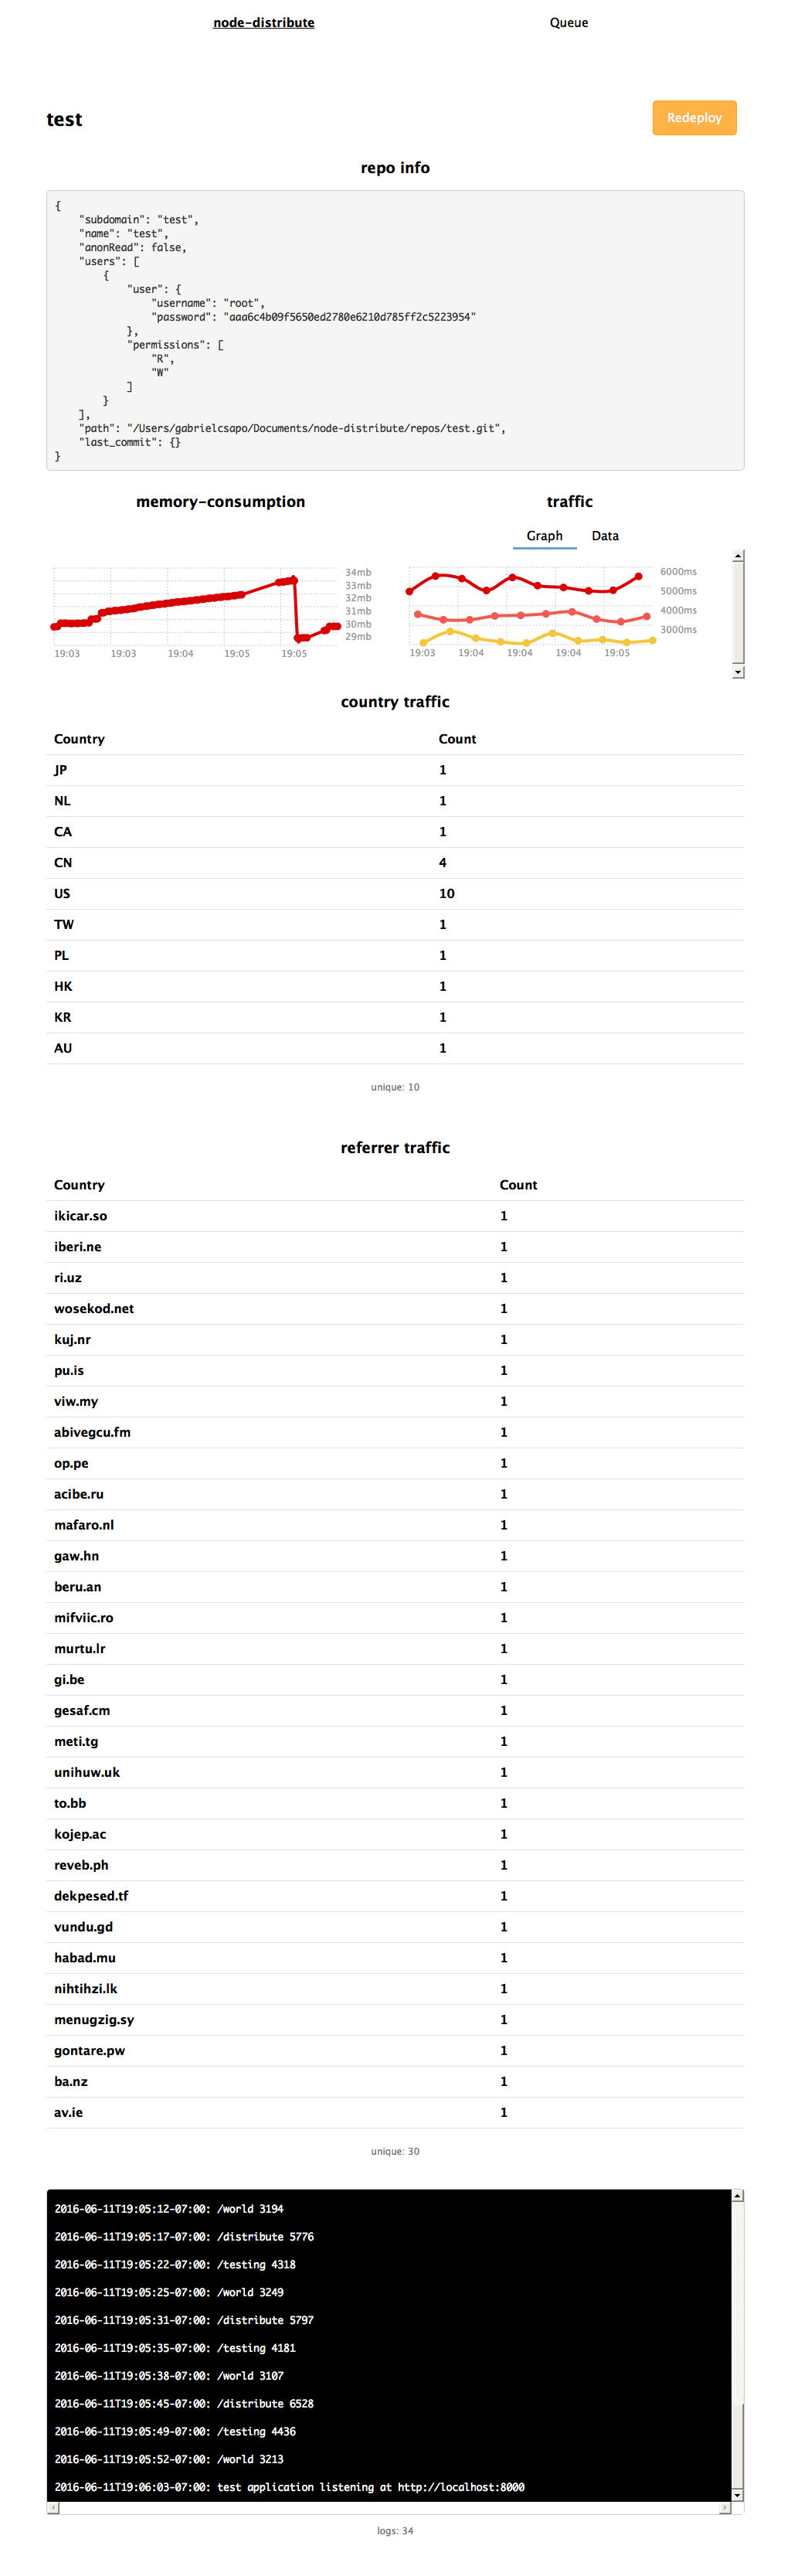 node-distribute Queue
test Redeploy
repo info
{
    "subdomain": "test",
    "name": "test",
    "anonRead": false,
    "users": [
        {
            "user": {
                "username": "root",
                "password": "aaa6c4b09f5650ed2780e6210d785ff2c5223954"
            },
            "permissions": [
                "R",
                "W"
            ]
        }
    ],
    "path": "/Users/gabrielcsapo/Documents/node-distribute/repos/test.git",
    "last_commit": {}
}
memory-consumption
34mb
33mb
32mb
31mb
30mb
29mb
19:03 19:03 19:04 19:05 19:05
traffic
Graph Data
6000ms
5000ms
4000ms
3000ms
19:03 19:04 19:04 19:04 19:05
country traffic
Country Count
JP 1
NL 1
CA 1
CN 4
US 10
TW 1
PL 1
HK 1
KR 1
AU 1
unique: 10
referrer traffic
Country Count
ikicar.so 1
iberi.ne 1
ri.uz 1
wosekod.net 1
kuj.nr 1
pu.is 1
viw.my 1
abivegcu.fm 1
op.pe 1
acibe.ru 1
mafaro.nl 1
gaw.hn 1
beru.an 1
mifviic.ro 1
murtu.lr 1
gi.be 1
gesaf.cm 1
meti.tg 1
unihuw.uk 1
to.bb 1
kojep.ac 1
reveb.ph 1
dekpesed.tf 1
vundu.gd 1
habad.mu 1
nihtihzi.lk 1
menugzig.sy 1
gontare.pw 1
ba.nz 1
av.ie 1
unique: 30
2016-06-11T19:05:12-07:00: /world 3194
2016-06-11T19:05:17-07:00: /distribute 5776
2016-06-11T19:05:22-07:00: /testing 4318
2016-06-11T19:05:25-07:00: /world 3249
2016-06-11T19:05:31-07:00: /distribute 5797
2016-06-11T19:05:35-07:00: /testing 4181
2016-06-11T19:05:38-07:00: /world 3107
2016-06-11T19:05:45-07:00: /distribute 6528
2016-06-11T19:05:49-07:00: /testing 4436
2016-06-11T19:05:52-07:00: /world 3213
2016-06-11T19:06:03-07:00: test application listening at http://localhost:8000
logs: 34